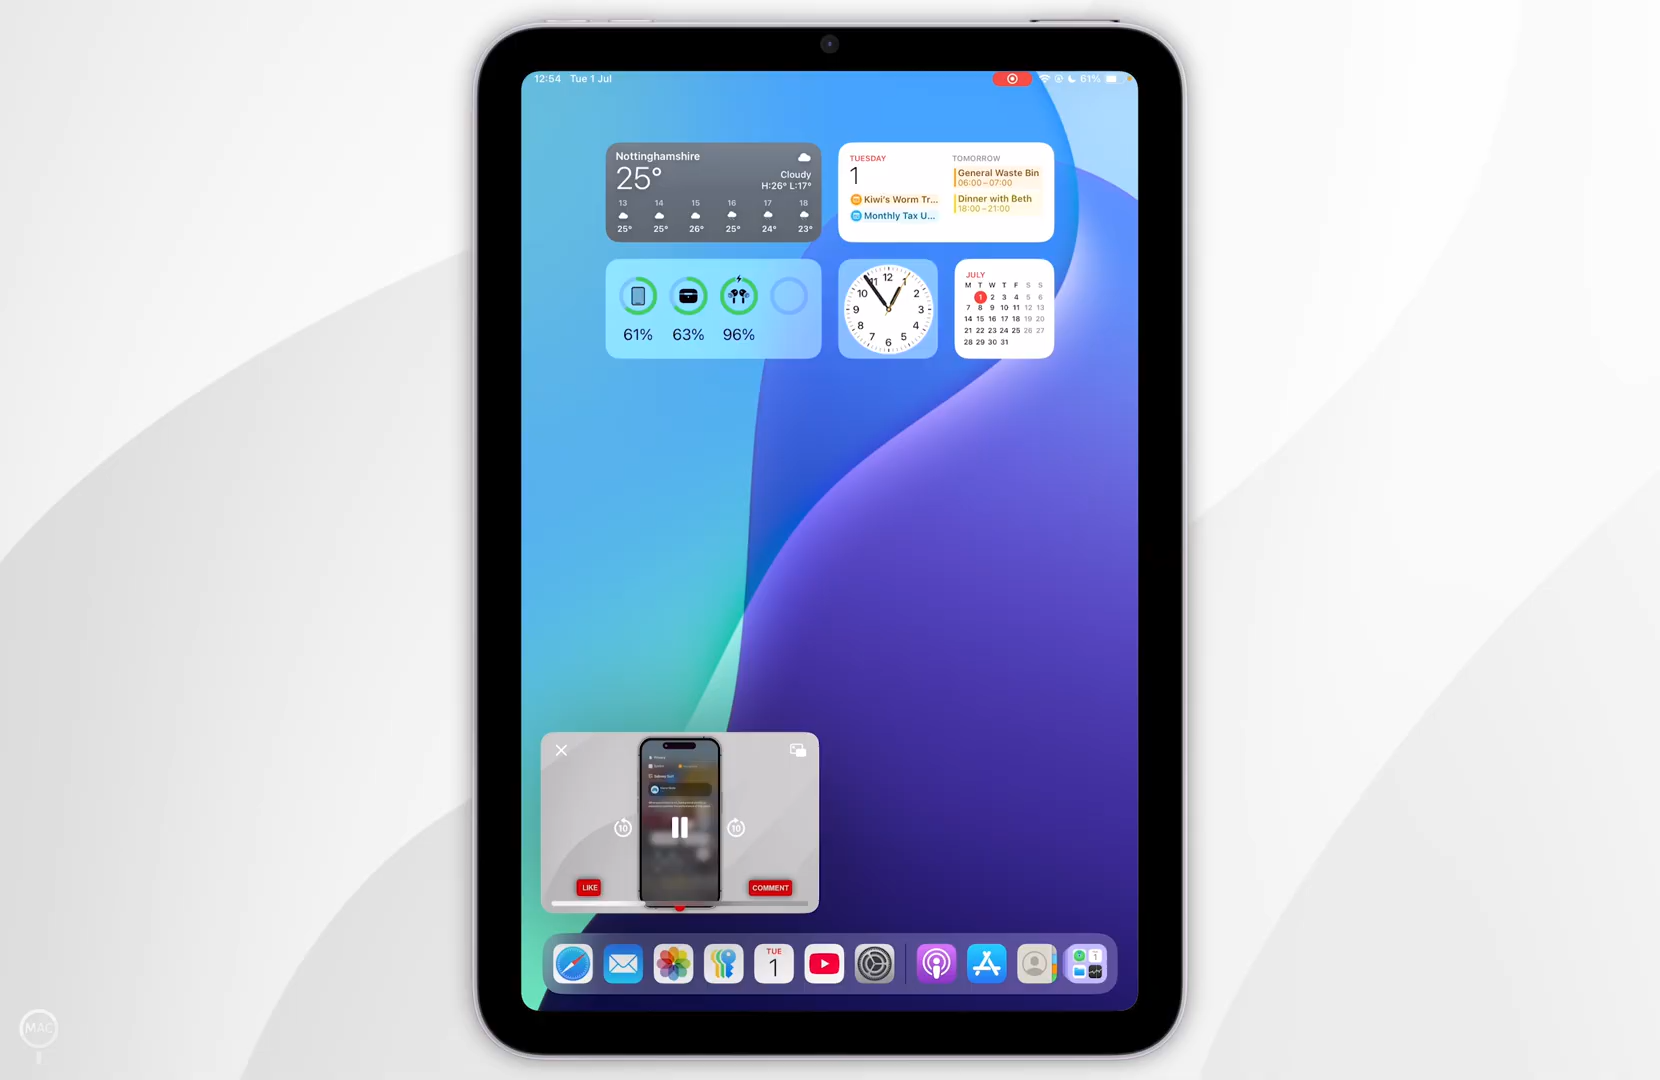 12:54 Tue 1 Jul
61%
Nottinghamshire
25°
Cloudy
H:26° L:17°
13 14 15 16 17 18
25° 25° 26° 25° 24° 23°
TUESDAY
1
Kiwi's Worm Tr...
Monthly Tax U...
TOMORROW
General Waste Bin
06:00–07:00
Dinner with Beth
18:00–21:00
61% 63% 96%
12
1
2
3
4
5
6
7
8
9
10
11
JULY
M T W T F S S
1 2 3 4 5 6
7 8 9 10 11 12 13
14 15 16 17 18 19 20
21 22 23 24 25 26 27
28 29 30 31
10
10
LIKE
COMMENT
TUE
1
1
MAC